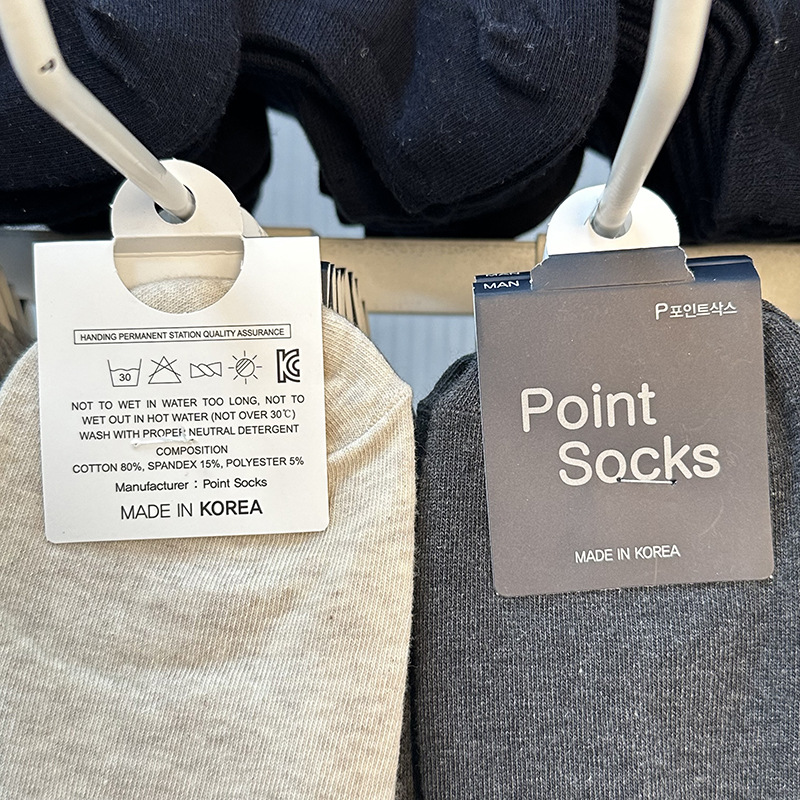 HANDING PERMANENT STATION QUALITY ASSURANCE
30
NOT TO WET IN WATER TOO LONG, NOT TO
WET OUT IN HOT WATER (NOT OVER 30℃)
WASH WITH PROPER NEUTRAL DETERGENT
COMPOSITION
COTTON 80%, SPANDEX 15%, POLYESTER 5%
Manufacturer : Point Socks
MADE IN KOREA
MAN
P포인트삭스
Point
Socks
MADE IN KOREA